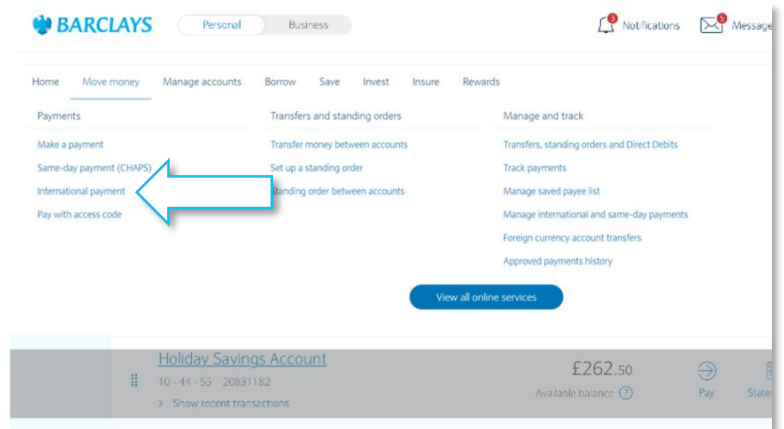 BARCLAYS
Personal
Business
3
Notifications
5
Message
Home
Move money
Manage accounts
Borrow
Save
Invest
Insure
Rewards
Payments
Make a payment
Same-day payment (CHAPS)
International payment
Pay with access code
Transfers and standing orders
Transfer money between accounts
Set up a standing order
Standing order between accounts
Manage and track
Transfers, standing orders and Direct Debits
Track payments
Manage saved payee list
Manage international and same-day payments
Foreign currency account transfers
Approved payments history
View all online services
Holiday Savings Account
10 - 44 - 55 20831182
> Show recent transactions
£262.50
Available balance ?
Pay
State